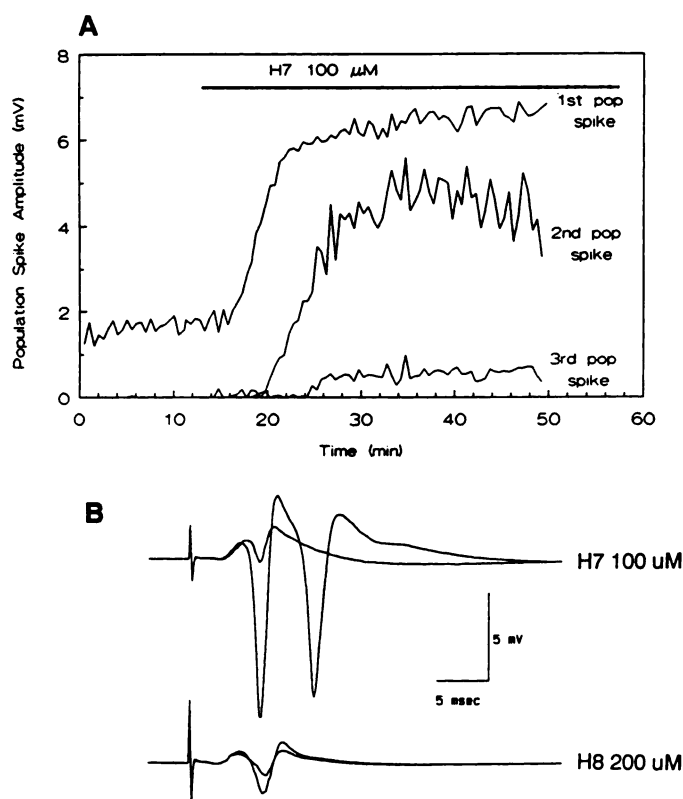 A
8
H7 100 μM
1st pop
spike
6
Population Spike Amplitude (mV)
4
2nd pop
spike
2
3rd pop
spike
0
0 10 20 30 40 50 60
Time (min)
B
H7 100 uM
5 mV
5 msec
H8 200 uM